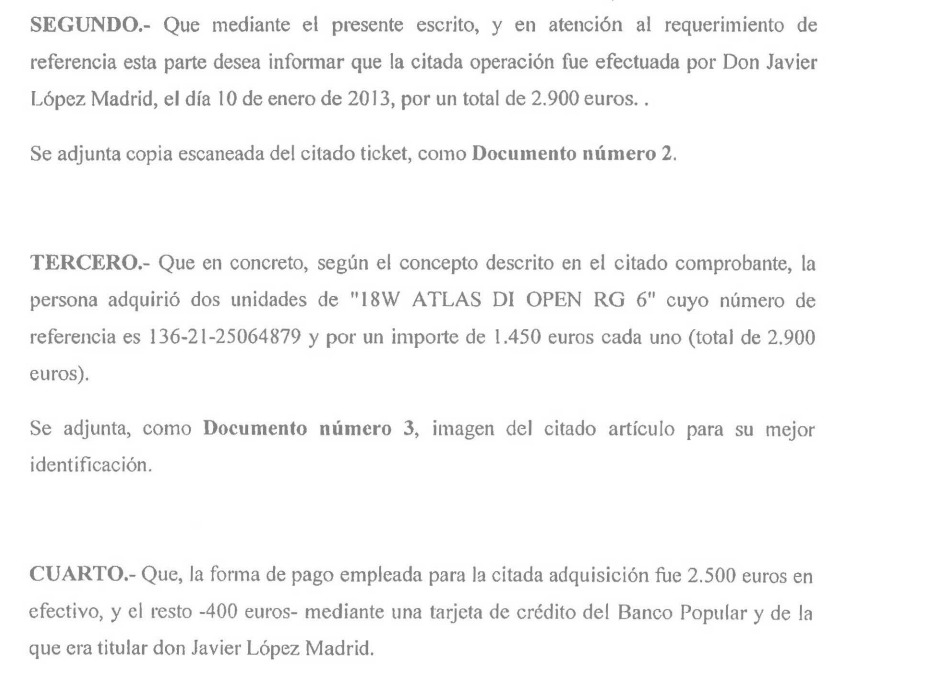 SEGUNDO.- Que mediante el presente escrito, y en atención al requerimiento de
referencia esta parte desea informar que la citada operación fue efectuada por Don Javier
López Madrid, el día 10 de enero de 2013, por un total de 2.900 euros. .
Se adjunta copia escaneada del citado ticket, como Documento número 2.
TERCERO.- Que en concreto, según el concepto descrito en el citado comprobante, la
persona adquirió dos unidades de "18W ATLAS DI OPEN RG 6" cuyo número de
referencia es 136-21-25064879 y por un importe de 1.450 euros cada uno (total de 2.900
euros).
Se adjunta, como Documento número 3, imagen del citado artículo para su mejor
identificación.
CUARTO.- Que, la forma de pago empleada para la citada adquisición fue 2.500 euros en
efectivo, y el resto -400 euros- mediante una tarjeta de crédito del Banco Popular y de la
que era titular don Javier López Madrid.